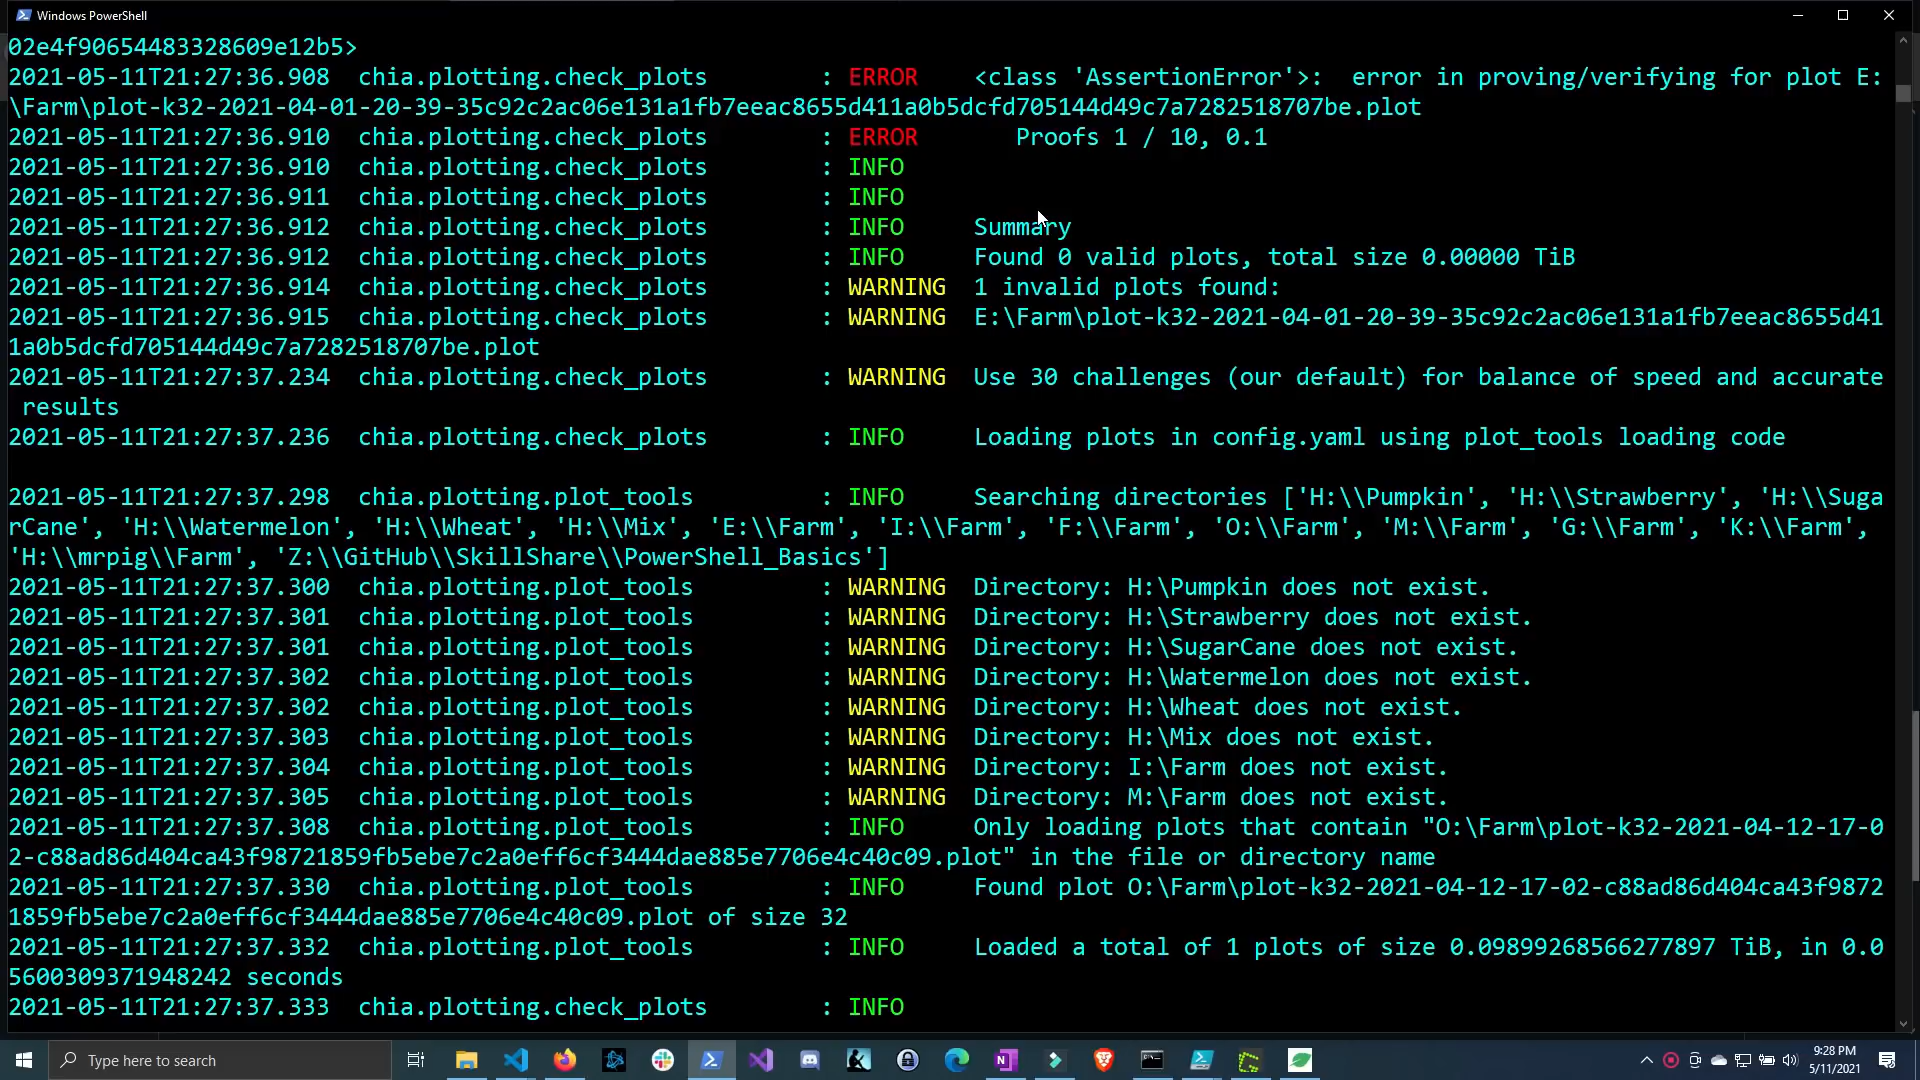 Windows PowerShell
02e4f90654483328609e12b5>
2021-05-11T21:27:36.908  chia.plotting.check_plots        : ERROR    <class 'AssertionError'>:  error in proving/verifying for plot E:
\Farm\plot-k32-2021-04-01-20-39-35c92c2ac06e131a1fb7eeac8655d411a0b5dcfd705144d49c7a7282518707be.plot
2021-05-11T21:27:36.910  chia.plotting.check_plots        : ERROR       Proofs 1 / 10, 0.1
2021-05-11T21:27:36.910  chia.plotting.check_plots        : INFO
2021-05-11T21:27:36.911  chia.plotting.check_plots        : INFO
2021-05-11T21:27:36.912  chia.plotting.check_plots        : INFO     Summary
2021-05-11T21:27:36.912  chia.plotting.check_plots        : INFO     Found 0 valid plots, total size 0.00000 TiB
2021-05-11T21:27:36.914  chia.plotting.check_plots        : WARNING  1 invalid plots found:
2021-05-11T21:27:36.915  chia.plotting.check_plots        : WARNING  E:\Farm\plot-k32-2021-04-01-20-39-35c92c2ac06e131a1fb7eeac8655d41
1a0b5dcfd705144d49c7a7282518707be.plot
2021-05-11T21:27:37.234  chia.plotting.check_plots        : WARNING  Use 30 challenges (our default) for balance of speed and accurate
 results
2021-05-11T21:27:37.236  chia.plotting.check_plots        : INFO     Loading plots in config.yaml using plot_tools loading code
2021-05-11T21:27:37.298  chia.plotting.plot_tools         : INFO     Searching directories ['H:\\Pumpkin', 'H:\\Strawberry', 'H:\\Suga
rCane', 'H:\\Watermelon', 'H:\\Wheat', 'H:\\Mix', 'E:\\Farm', 'I:\\Farm', 'F:\\Farm', 'O:\\Farm', 'M:\\Farm', 'G:\\Farm', 'K:\\Farm',
'H:\\mrpig\\Farm', 'Z:\\GitHub\\SkillShare\\PowerShell_Basics']
2021-05-11T21:27:37.300  chia.plotting.plot_tools         : WARNING  Directory: H:\Pumpkin does not exist.
2021-05-11T21:27:37.301  chia.plotting.plot_tools         : WARNING  Directory: H:\Strawberry does not exist.
2021-05-11T21:27:37.301  chia.plotting.plot_tools         : WARNING  Directory: H:\SugarCane does not exist.
2021-05-11T21:27:37.302  chia.plotting.plot_tools         : WARNING  Directory: H:\Watermelon does not exist.
2021-05-11T21:27:37.302  chia.plotting.plot_tools         : WARNING  Directory: H:\Wheat does not exist.
2021-05-11T21:27:37.303  chia.plotting.plot_tools         : WARNING  Directory: H:\Mix does not exist.
2021-05-11T21:27:37.304  chia.plotting.plot_tools         : WARNING  Directory: I:\Farm does not exist.
2021-05-11T21:27:37.305  chia.plotting.plot_tools         : WARNING  Directory: M:\Farm does not exist.
2021-05-11T21:27:37.308  chia.plotting.plot_tools         : INFO     Only loading plots that contain "O:\Farm\plot-k32-2021-04-12-17-0
2-c88ad86d404ca43f98721859fb5ebe7c2a0eff6cf3444dae885e7706e4c40c09.plot" in the file or directory name
2021-05-11T21:27:37.330  chia.plotting.plot_tools         : INFO     Found plot O:\Farm\plot-k32-2021-04-12-17-02-c88ad86d404ca43f9872
1859fb5ebe7c2a0eff6cf3444dae885e7706e4c40c09.plot of size 32
2021-05-11T21:27:37.332  chia.plotting.plot_tools         : INFO     Loaded a total of 1 plots of size 0.09899268566277897 TiB, in 0.0
5600309371948242 seconds
2021-05-11T21:27:37.333  chia.plotting.check_plots        : INFO
Type here to search
9:28 PM
5/11/2021